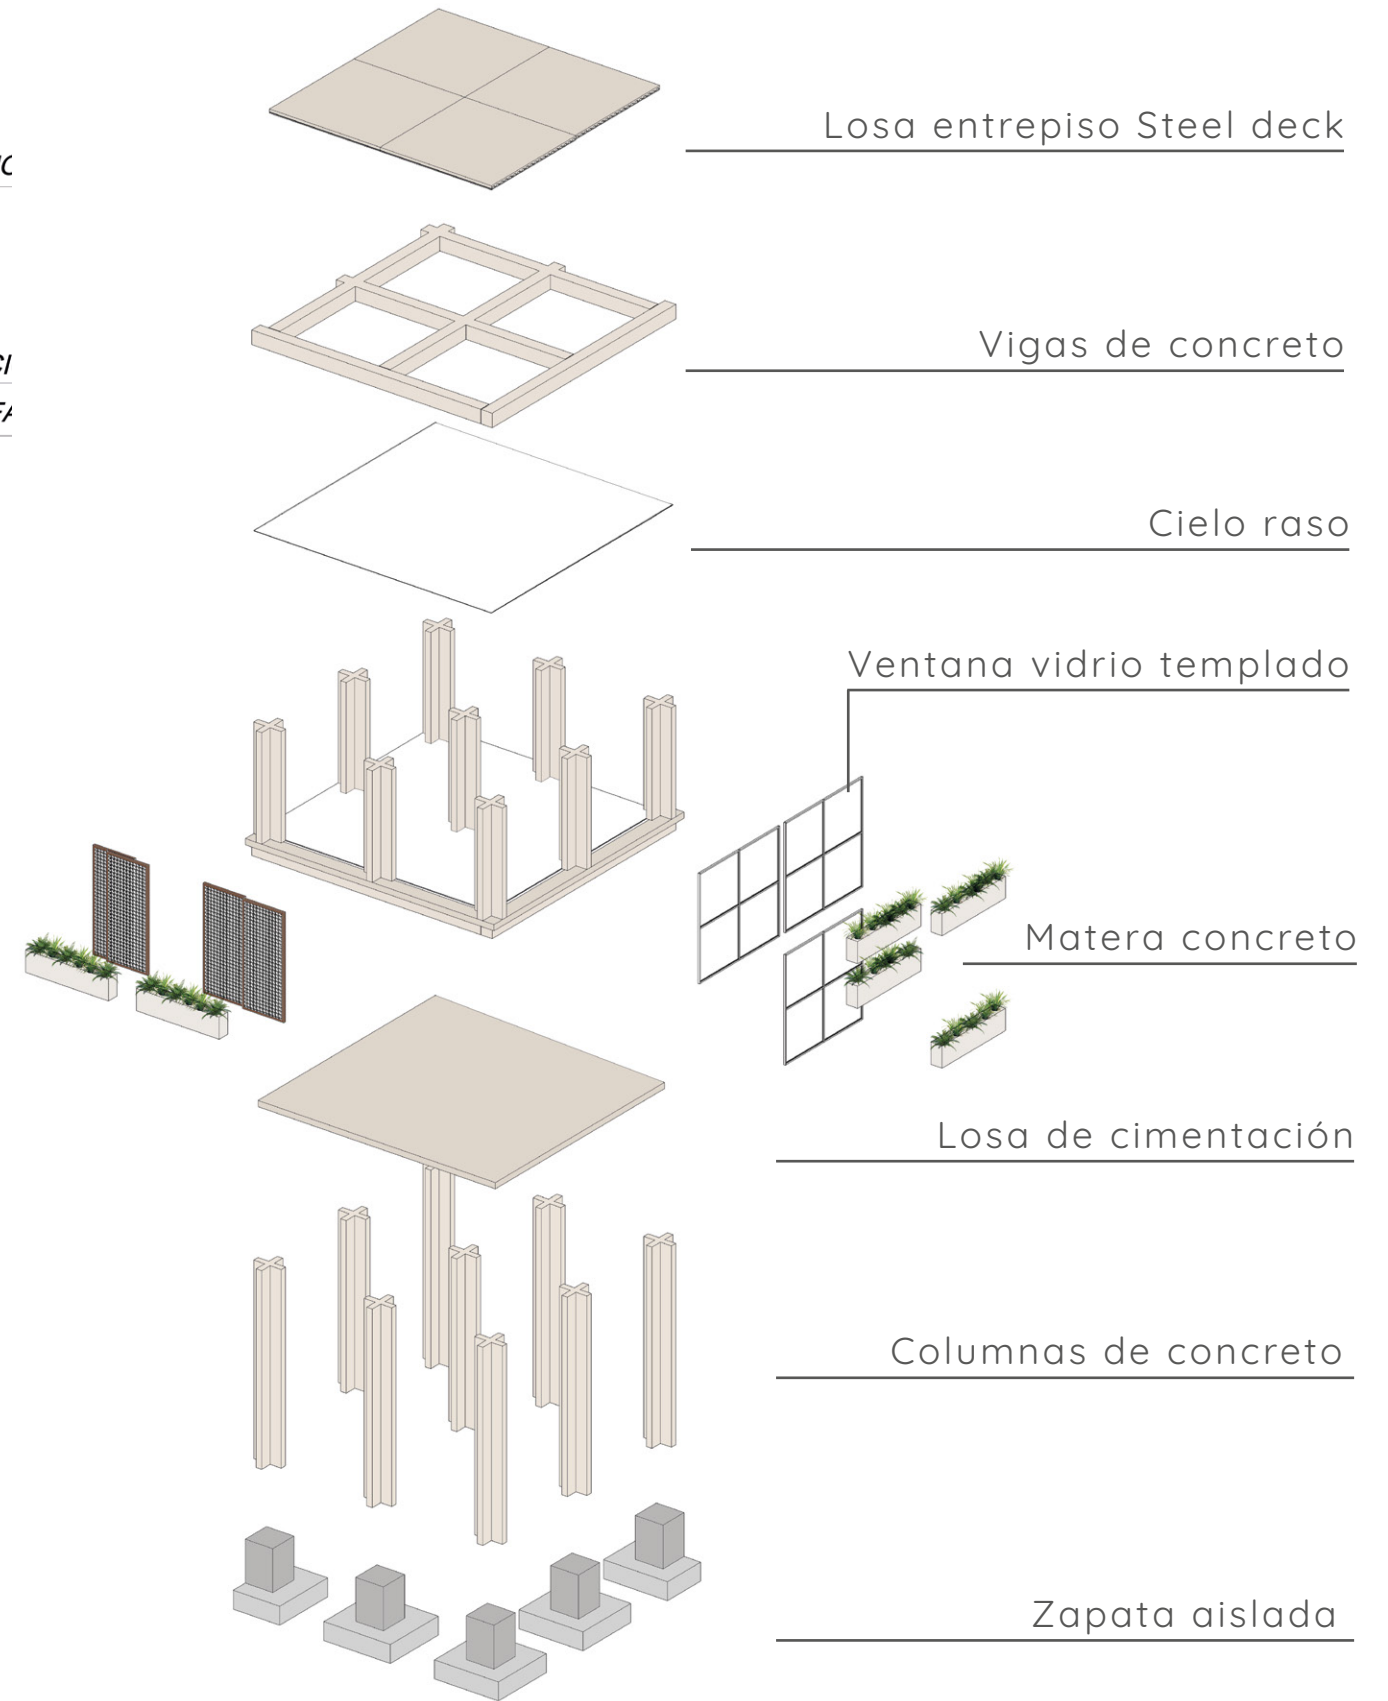 Losa entrepiso Steel deck
Vigas de concreto
Cielo raso
Ventana vidrio templado
Matera concreto
Losa de cimentación
Columnas de concreto
Zapata aislada